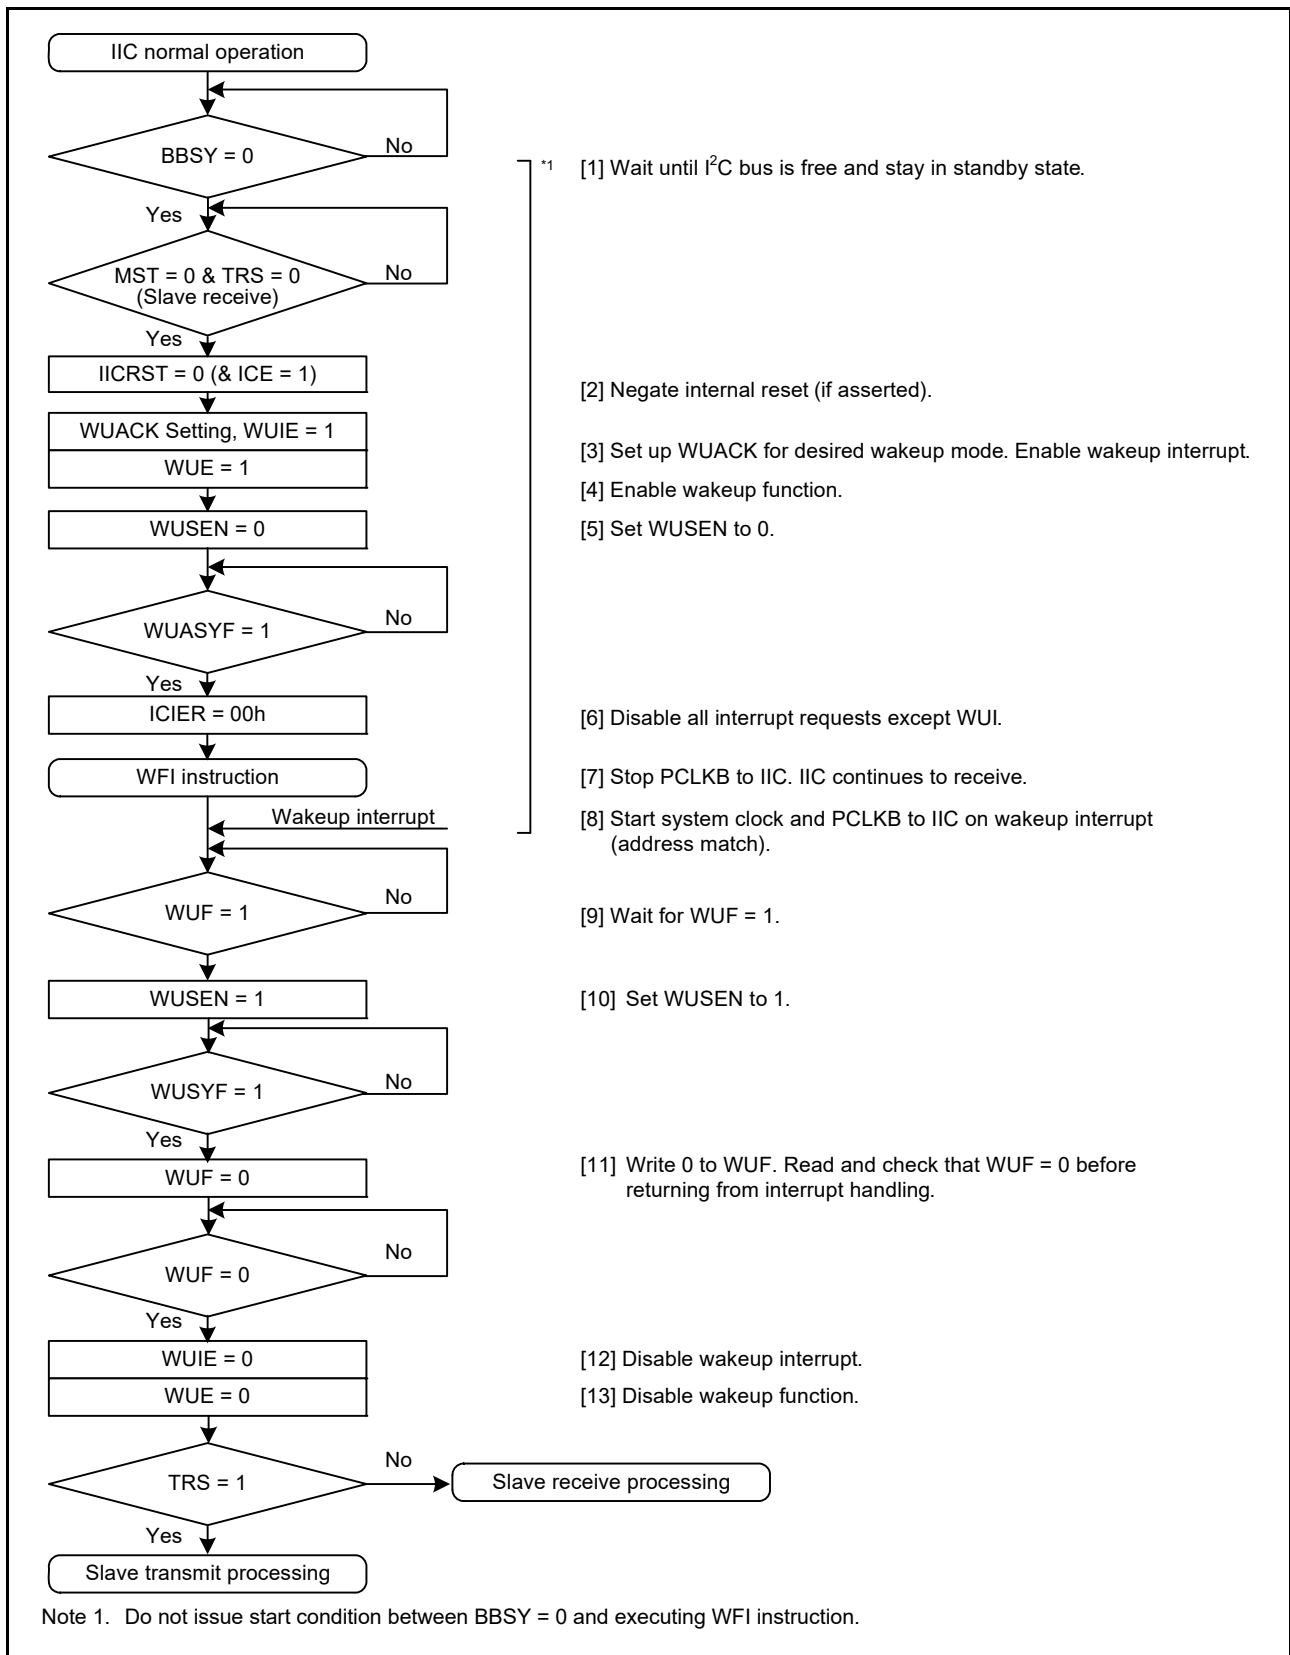 IIC normal operation
BBSY = 0
No
*1
[1] Wait until I²C bus is free and stay in standby state.
Yes
MST = 0 & TRS = 0
(Slave receive)
No
Yes
IICRST = 0 (& ICE = 1)
[2] Negate internal reset (if asserted).
WUACK Setting, WUIE = 1
[3] Set up WUACK for desired wakeup mode. Enable wakeup interrupt.
WUE = 1
[4] Enable wakeup function.
WUSEN = 0
[5] Set WUSEN to 0.
WUASYF = 1
No
Yes
ICIER = 00h
[6] Disable all interrupt requests except WUI.
WFI instruction
[7] Stop PCLKB to IIC. IIC continues to receive.
Wakeup interrupt
[8] Start system clock and PCLKB to IIC on wakeup interrupt
(address match).
WUF = 1
No
[9] Wait for WUF = 1.
WUSEN = 1
[10] Set WUSEN to 1.
WUSYF = 1
No
Yes
WUF = 0
[11] Write 0 to WUF. Read and check that WUF = 0 before
returning from interrupt handling.
WUF = 0
No
Yes
WUIE = 0
[12] Disable wakeup interrupt.
WUE = 0
[13] Disable wakeup function.
TRS = 1
No
Slave receive processing
Yes
Slave transmit processing
Note 1. Do not issue start condition between BBSY = 0 and executing WFI instruction.